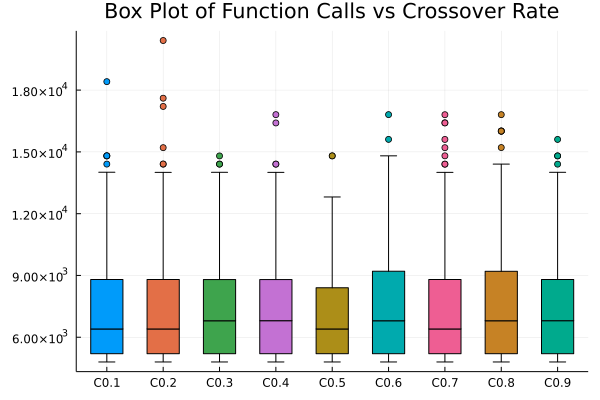 Box Plot of Function Calls vs Crossover Rate
1.80×10⁴
1.50×10⁴
1.20×10⁴
9.00×10³
6.00×10³
C0.1 C0.2 C0.3 C0.4 C0.5 C0.6 C0.7 C0.8 C0.9